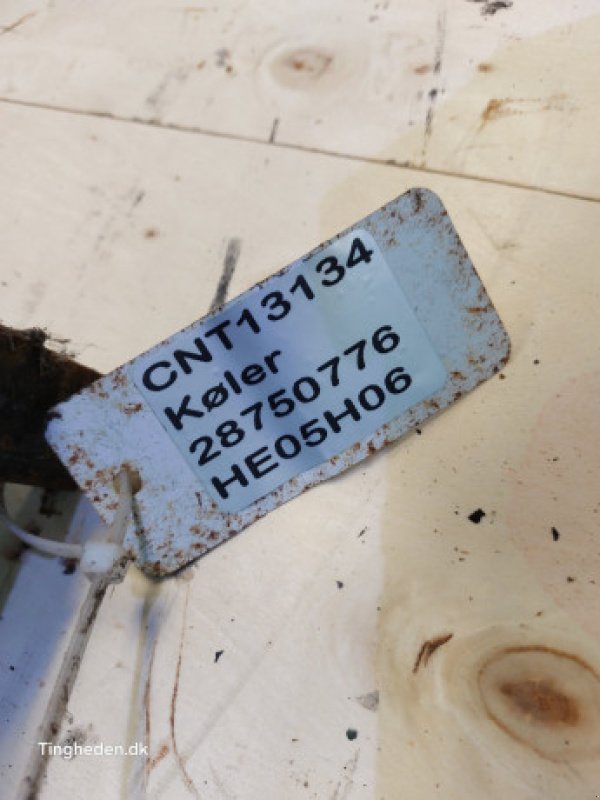 CNT13134
Køler
28750776
HE05H06
Tingheden.dk